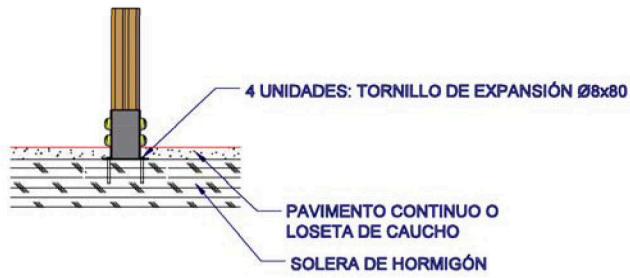 4 UNIDADES: TORNILLO DE EXPANSIÓN Ø8x80
PAVIMENTO CONTINUO O
LOSETA DE CAUCHO
SOLERA DE HORMIGÓN